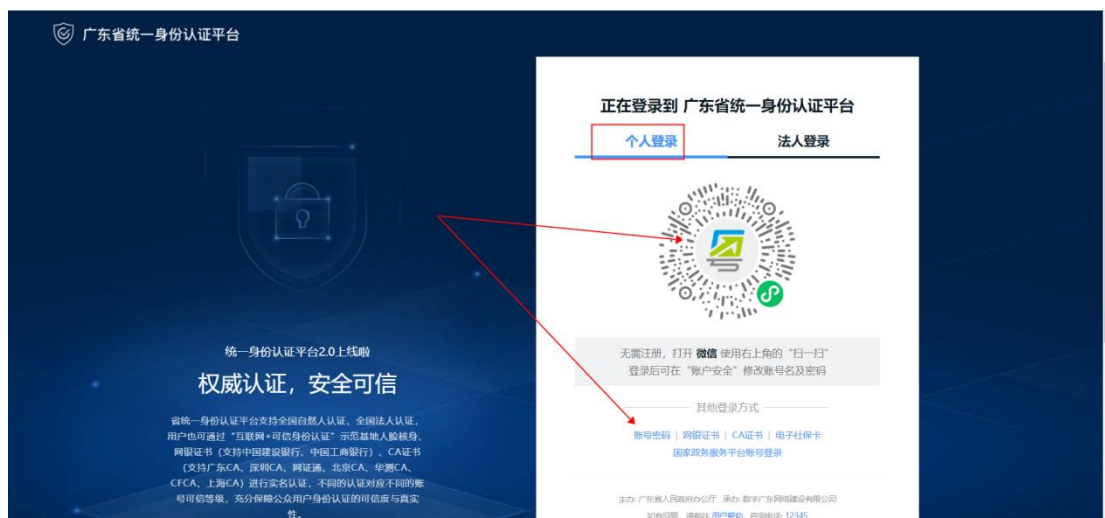 广东省统一身份认证平台
正在登录到 广东省统一身份认证平台
个人登录
法人登录
无需注册，打开 微信 使用右上角的“扫一扫”
登录后可在“账户安全”修改账号名及密码
其他登录方式
账号密码 | 网银证书 | CA证书 | 电子社保卡
国家政务服务平台账号登录
主办: 广东省人民政府办公厅 承办: 数字广东网络建设有限公司
如有问题，请前往 用户帮助 咨询电话: 12345
统一身份认证平台2.0上线啦
权威认证，安全可信
省统一身份认证平台支持全国自然人认证、全国法人认证，
用户也可通过“互联网+可信身份认证”示范基地人脸核身、
网银证书（支持中国建设银行、中国工商银行）、CA证书
（支持广东CA、深圳CA、网证通、北京CA、华测CA、
CFCA、上海CA）进行实名认证，不同的认证对应不同的账
号可信等级，充分保障公众用户身份认证的可信度与真实
性。